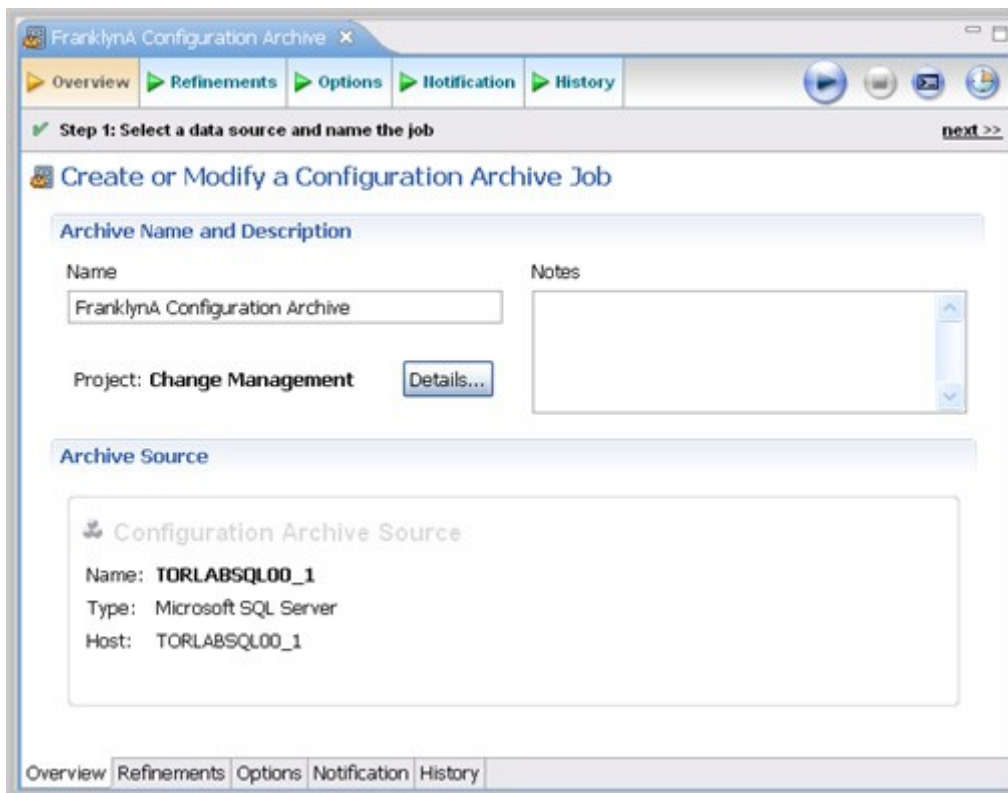 FranklynA Configuration Archive
Overview Refinements Options Notification History
Step 1: Select a data source and name the job next >>
Create or Modify a Configuration Archive Job
Archive Name and Description
Name Notes
FranklynA Configuration Archive
Project: Change Management Details...
Archive Source
Configuration Archive Source
Name: TORLABSQL00_1
Type: Microsoft SQL Server
Host: TORLABSQL00_1
Overview Refinements Options Notification History